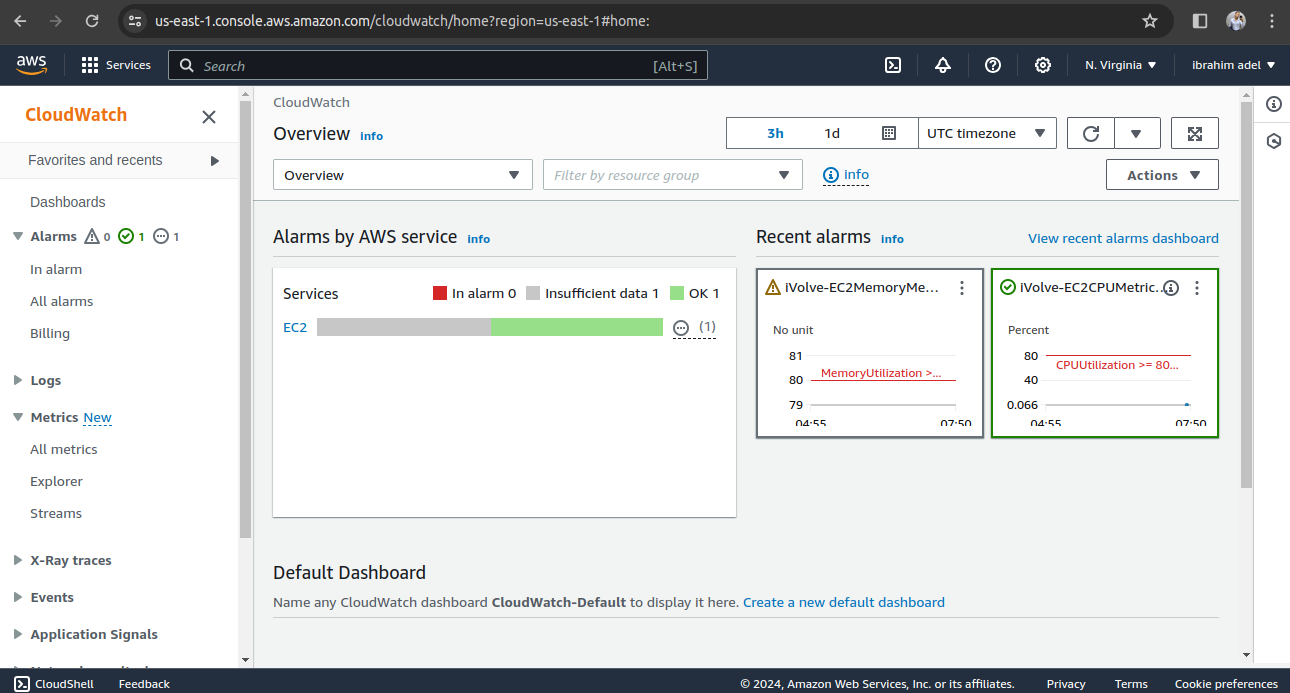 us-east-1.console.aws.amazon.com/cloudwatch/home?region=us-east-1#home:
aws Services Search [Alt+S] N. Virginia ibrahim adel
CloudWatch
Favorites and recents
Dashboards
Alarms 0 1 1
In alarm
All alarms
Billing
Logs
Metrics New
All metrics
Explorer
Streams
X-Ray traces
Events
Application Signals
CloudWatch
Overview info
3h 1d UTC timezone
Overview Filter by resource group info Actions
Alarms by AWS service info
Services In alarm 0 Insufficient data 1 OK 1
EC2 (1)
Recent alarms info View recent alarms dashboard
iVolve-EC2MemoryMe...
No unit
81
MemoryUtilization >...
80
79
04:55 07:50
iVolve-EC2CPUMetric...
Percent
80
CPUUtilization >= 80...
40
0.066
04:55 07:50
Default Dashboard
Name any CloudWatch dashboard CloudWatch-Default to display it here. Create a new default dashboard
CloudShell Feedback © 2024, Amazon Web Services, Inc. or its affiliates. Privacy Terms Cookie preferences